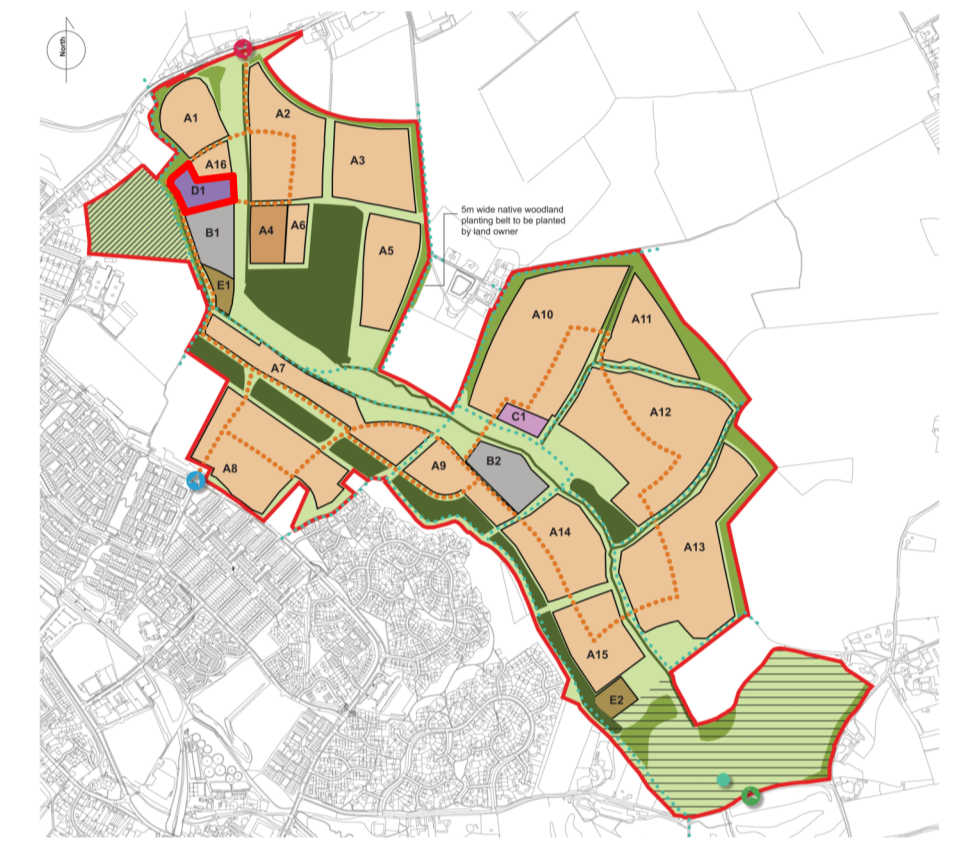 North
A1
A2
A3
A16
D1
B1
A4
A6
A5
E1
5m wide native woodland
planting belt to be planted
by land owner
A10
A11
A7
C1
A12
A8
A9
B2
A14
A13
A15
E2